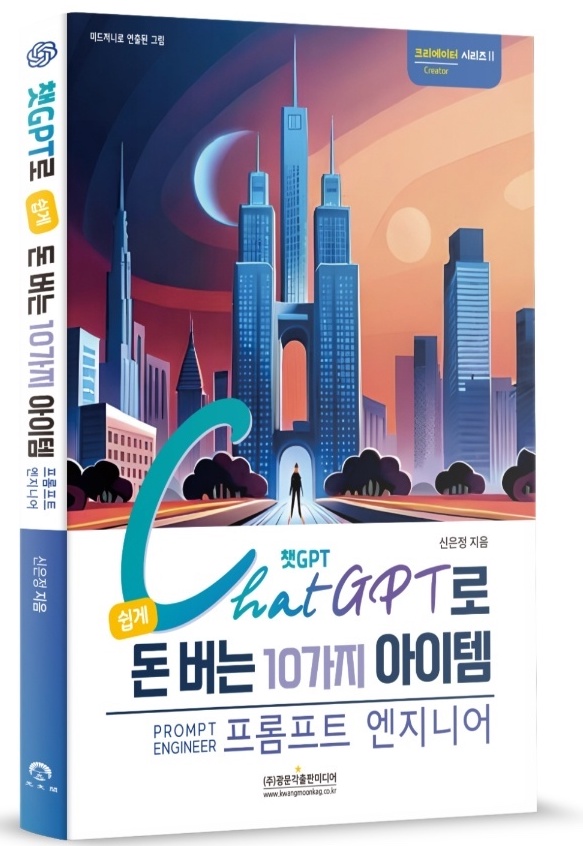 미드저니로 연출된 그림
크리에이터 시리즈 II
Creator
챗GPT로
쉽게
돈 버는 10가지 아이템
프롬프트
엔지니어
신은정 지음
신은정 지음
챗GPT
ChatGPT로
쉽게
돈 버는 10가지 아이템
PROMPT
ENGINEER
프롬프트 엔지니어
(주)광문각출판미디어
www.kwangmoonkag.co.kr